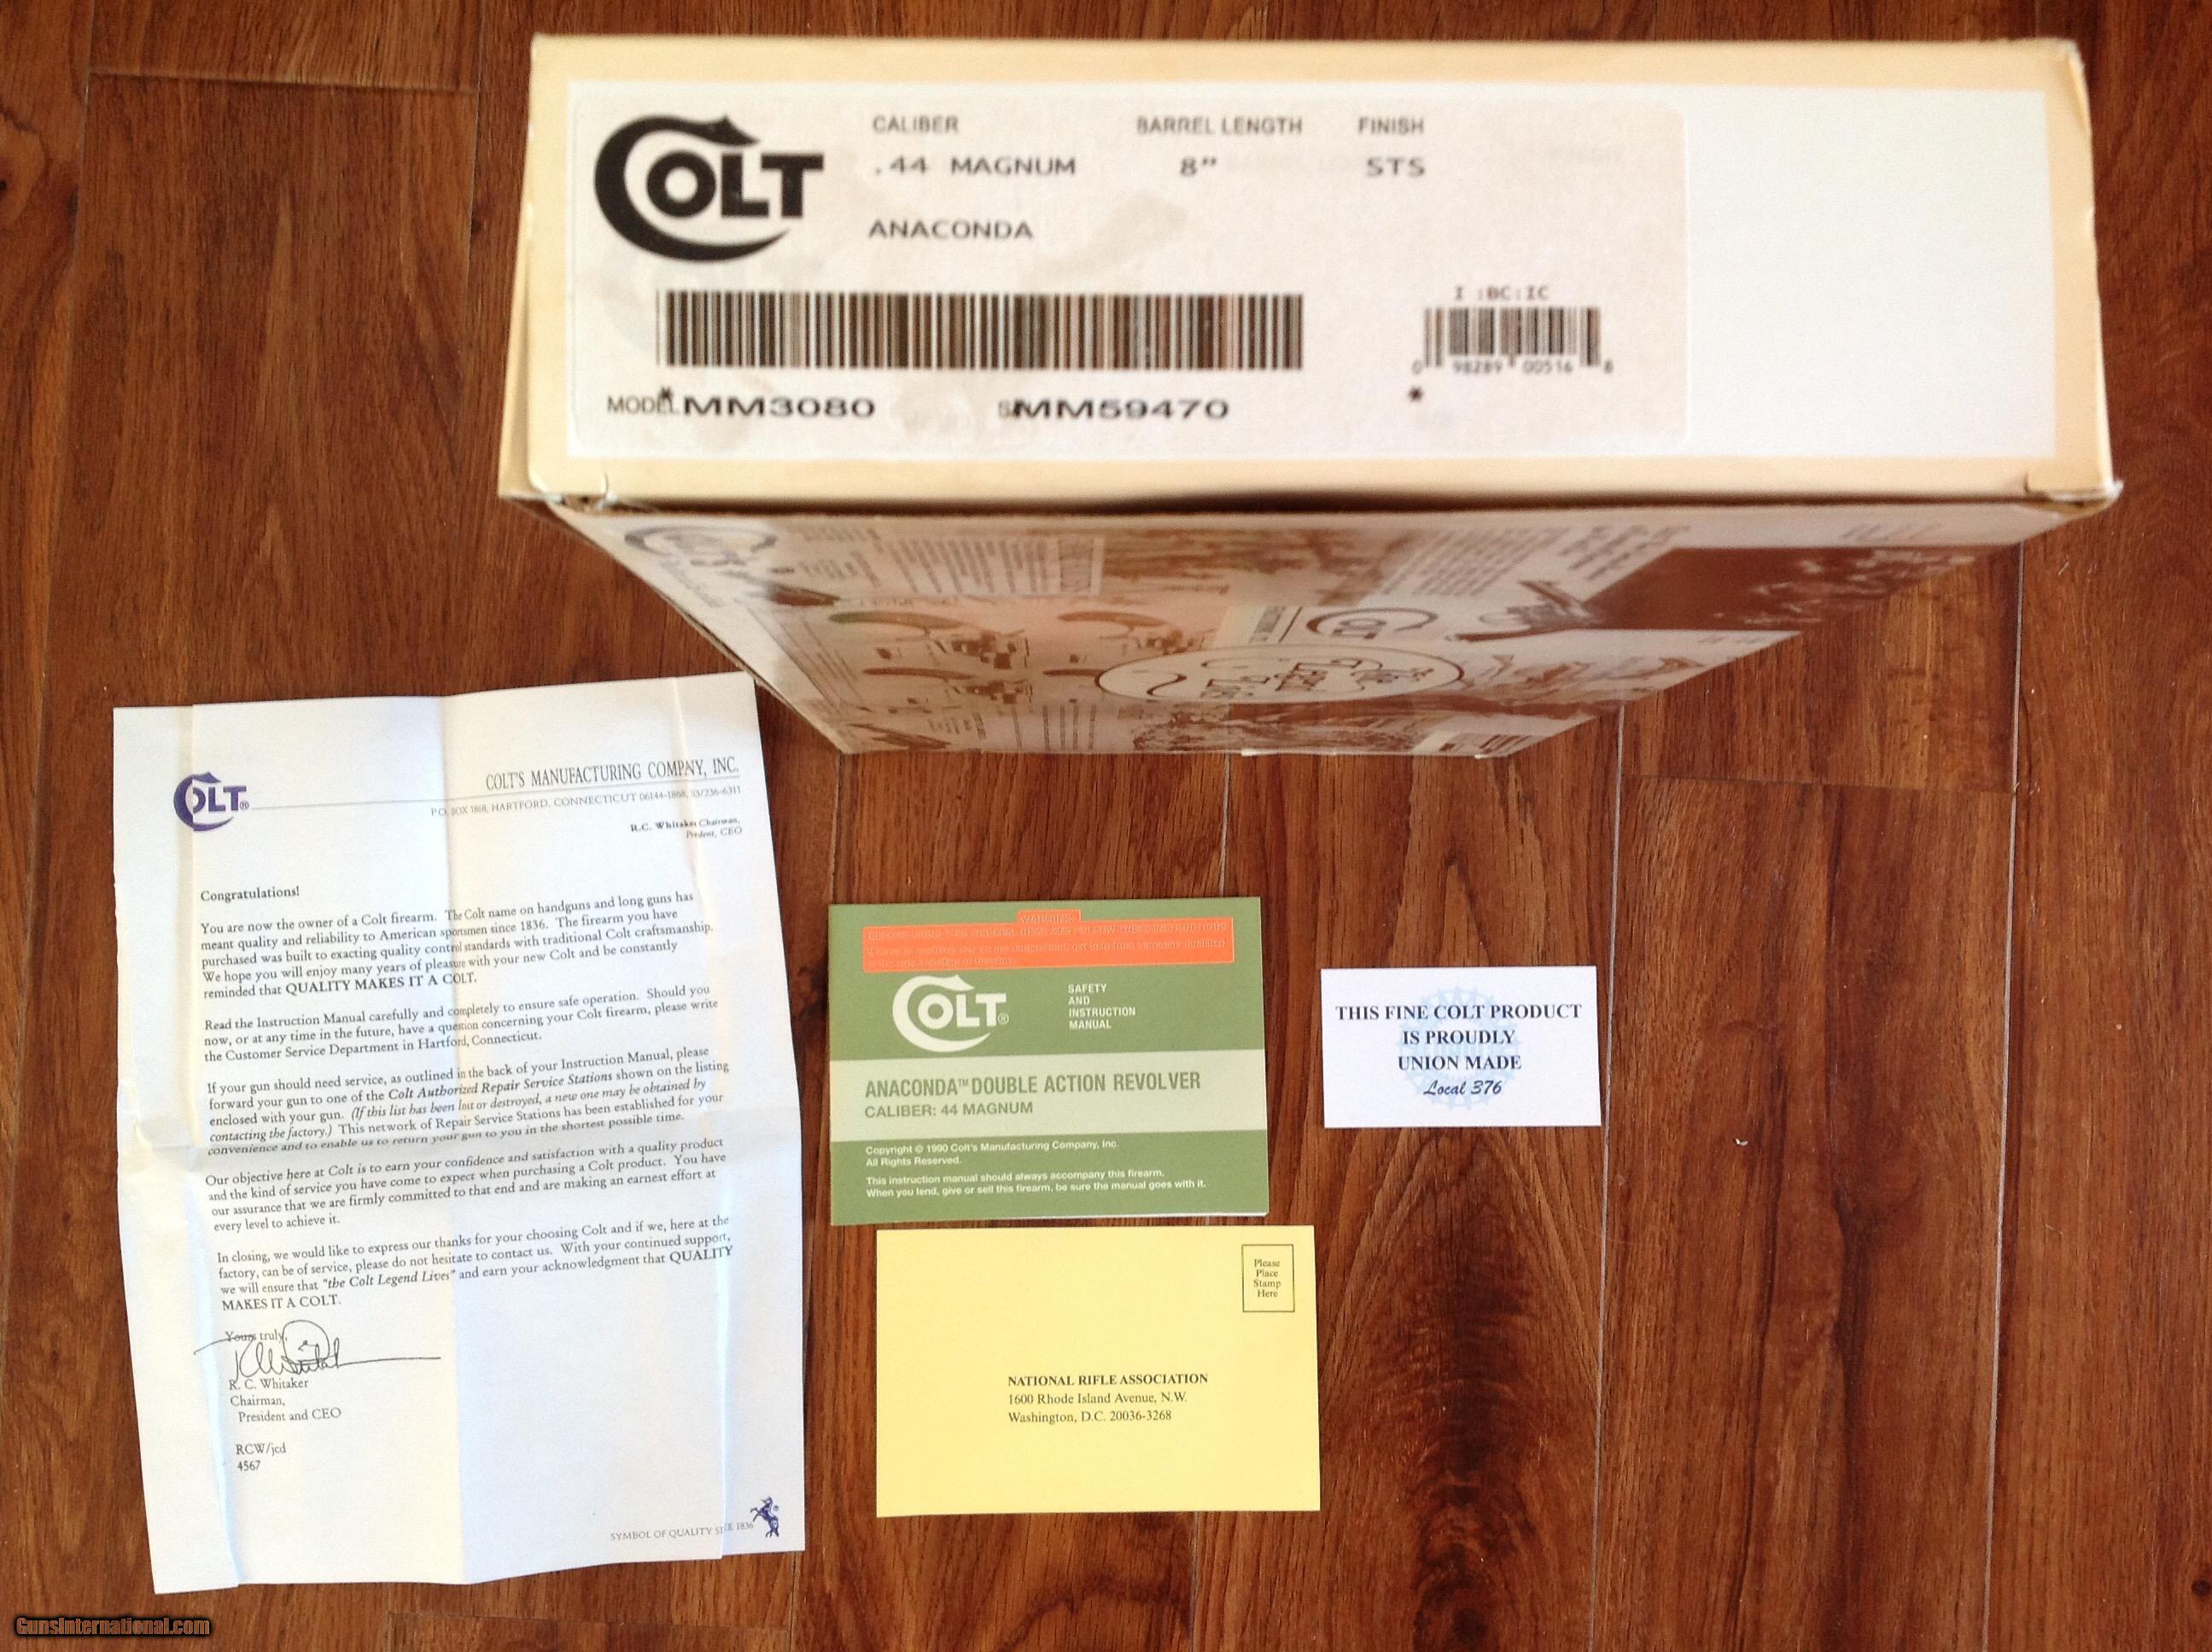 COLT
CALIBER BARREL LENGTH FINISH
.44 MAGNUM 8" STS
ANACONDA
I :BC:IC
0 98289 00516 8
MODEL MM3080 MM59470
COLT
COLT®
COLT'S MANUFACTURING COMPANY, INC.
P.O. BOX 1868, HARTFORD, CONNECTICUT 06144-1868, 236-6311
R.C. Whitaker Chairman,
CEO
Congratulations!
You are now the owner of a Colt firearm. The Colt name on handguns and long guns has
meant quality and reliability to American sportsmen since 1836. The firearm you have
purchased was built to exacting quality control standards with traditional Colt craftsmanship.
We hope you will enjoy many years of pleasure with your new Colt and be constantly
reminded that QUALITY MAKES IT A COLT.
Read the Instruction Manual carefully and completely to ensure safe operation. Should you
now, or at any time in the future, have a question concerning your Colt firearm, please write
the Customer Service Department in Hartford, Connecticut.
If your gun should need service, as outlined in the back of your Instruction Manual, please
forward your gun to one of the Colt Authorized Repair Service Stations shown on the listing
enclosed with your gun. (If this list has been lost or destroyed, a new one may be obtained by
contacting the factory.) This network of Repair Service Stations has been established for your
convenience and to enable us to return your gun to you in the shortest possible time.
Our objective here at Colt is to earn your confidence and satisfaction with a quality product
and the kind of service you have come to expect when purchasing a Colt product. You have
our assurance that we are firmly committed to that end and are making an earnest effort at
every level to achieve it.
In closing, we would like to express our thanks for your choosing Colt and if we, here at the
factory, can be of service, please do not hesitate to contact us. With your continued support,
we will ensure that "the Colt Legend Lives" and earn your acknowledgment that QUALITY
MAKES IT A COLT.
Yours truly,
R. C. Whitaker
Chairman,
President and CEO
RCW/jcd
4567
SYMBOL OF QUALITY SINCE 1836
WARNING:
COLT®
SAFETY
AND
INSTRUCTION
MANUAL
ANACONDA™ DOUBLE ACTION REVOLVER
CALIBER: 44 MAGNUM
Copyright © 1990 Colt's Manufacturing Company, Inc.
All Rights Reserved.
This instruction manual should always accompany this firearm.
When you lend, give or sell this firearm, be sure the manual goes with it.
THIS FINE COLT PRODUCT
IS PROUDLY
UNION MADE
Local 376
Please
Place
Stamp
Here
NATIONAL RIFLE ASSOCIATION
1600 Rhode Island Avenue, N.W.
Washington, D.C. 20036-3268
GunsInternational.com